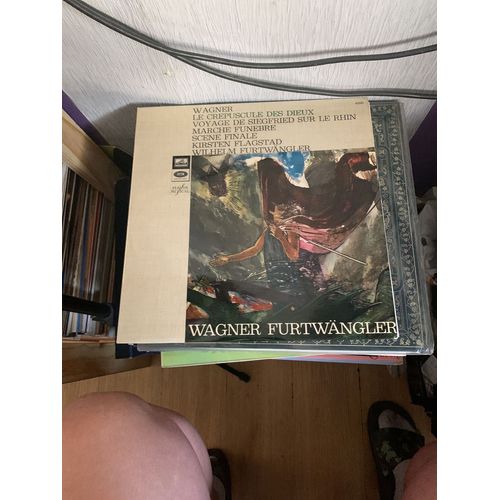 WAGNER
LE CREPUSCULE DES DIEUX
VOYAGE DE SIEGFRIED SUR LE RHIN
MARCHE FUNEBRE
SCENE FINALE
KIRSTEN FLAGSTAD
WILHELM FURTWÄNGLER
WAGNER FURTWÄNGLER